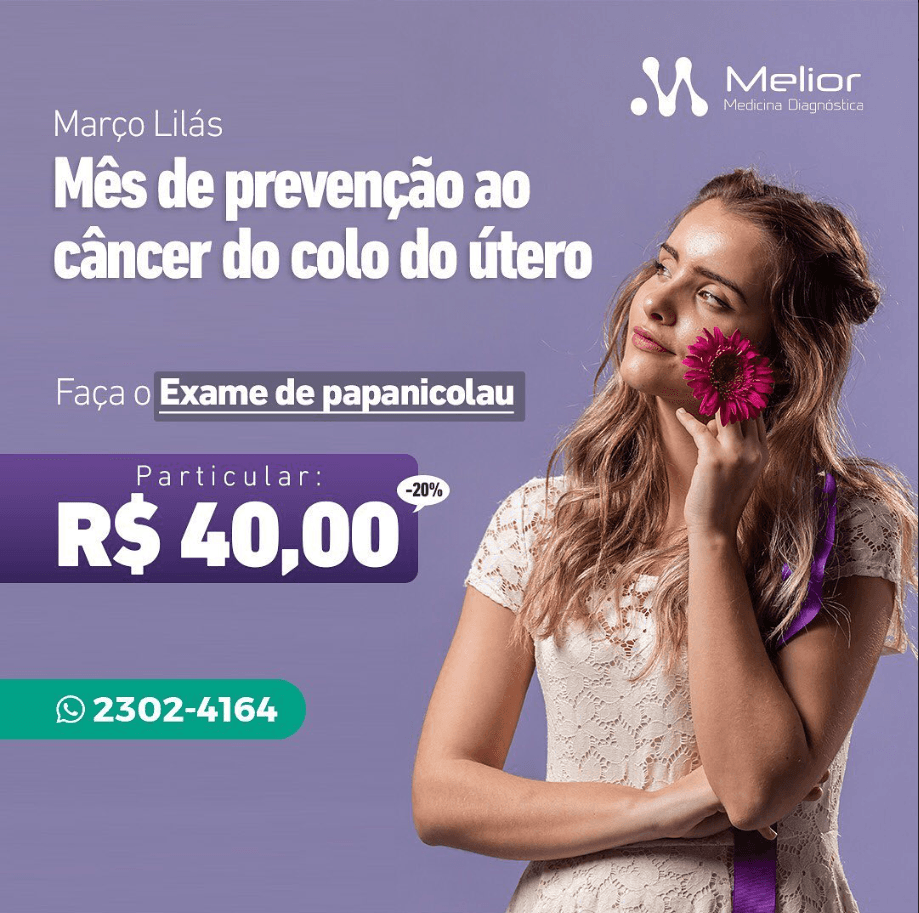 Melior
Medicina Diagnóstica
Março Lilás
Mês de prevenção ao
câncer do colo do útero
Faça o Exame de papanicolau
Particular:
R$ 40,00
-20%
2302-4164